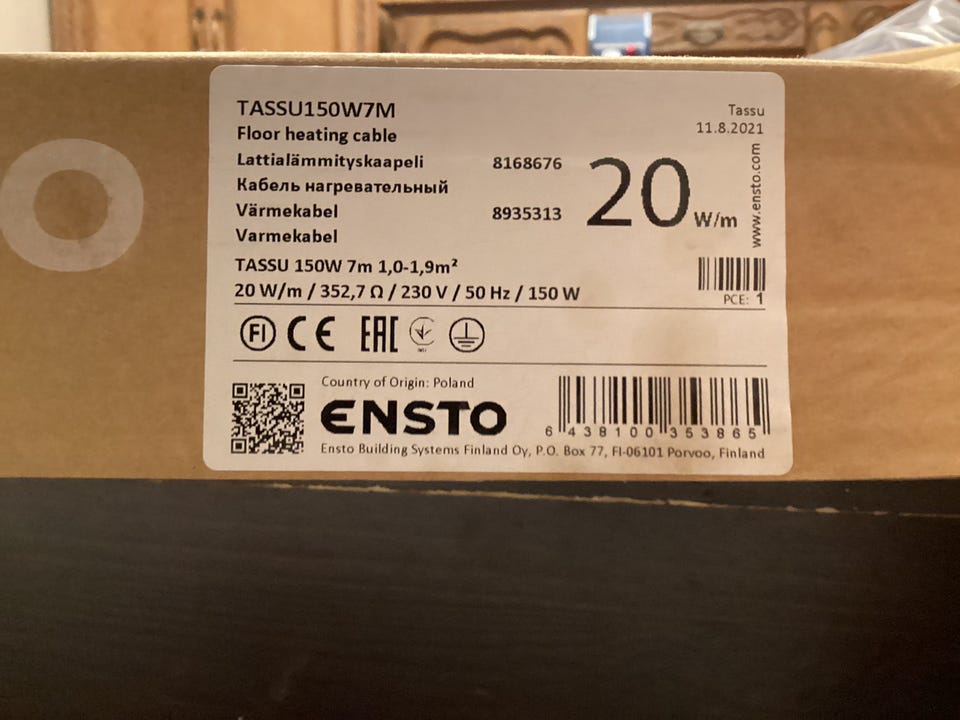 TASSU150W7M
Tassu
Floor heating cable
11.8.2021
Lattialämmityskaapeli 8168676
Кабель нагревательный
20 W/m
www.ensto.com
Värmekabel 8935313
Varmekabel
TASSU 150W 7m 1,0-1,9m²
20 W/m / 352,7 Ω / 230 V / 50 Hz / 150 W
PCE: 1
FI CE EAC
Country of Origin: Poland
ENSTO
6 438100 353865
Ensto Building Systems Finland Oy, P.O. Box 77, FI-06101 Porvoo, Finland